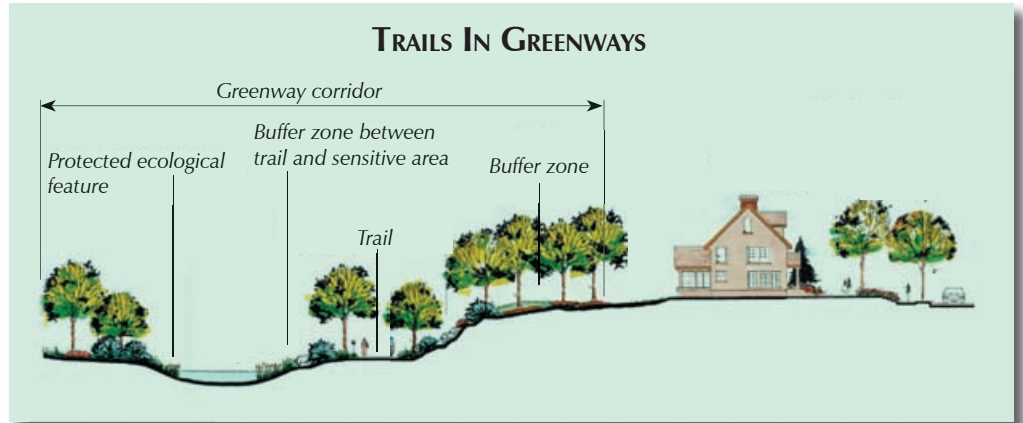 Trails In Greenways
Greenway corridor
Buffer zone between
trail and sensitive area
Protected ecological
feature
Buffer zone
Trail